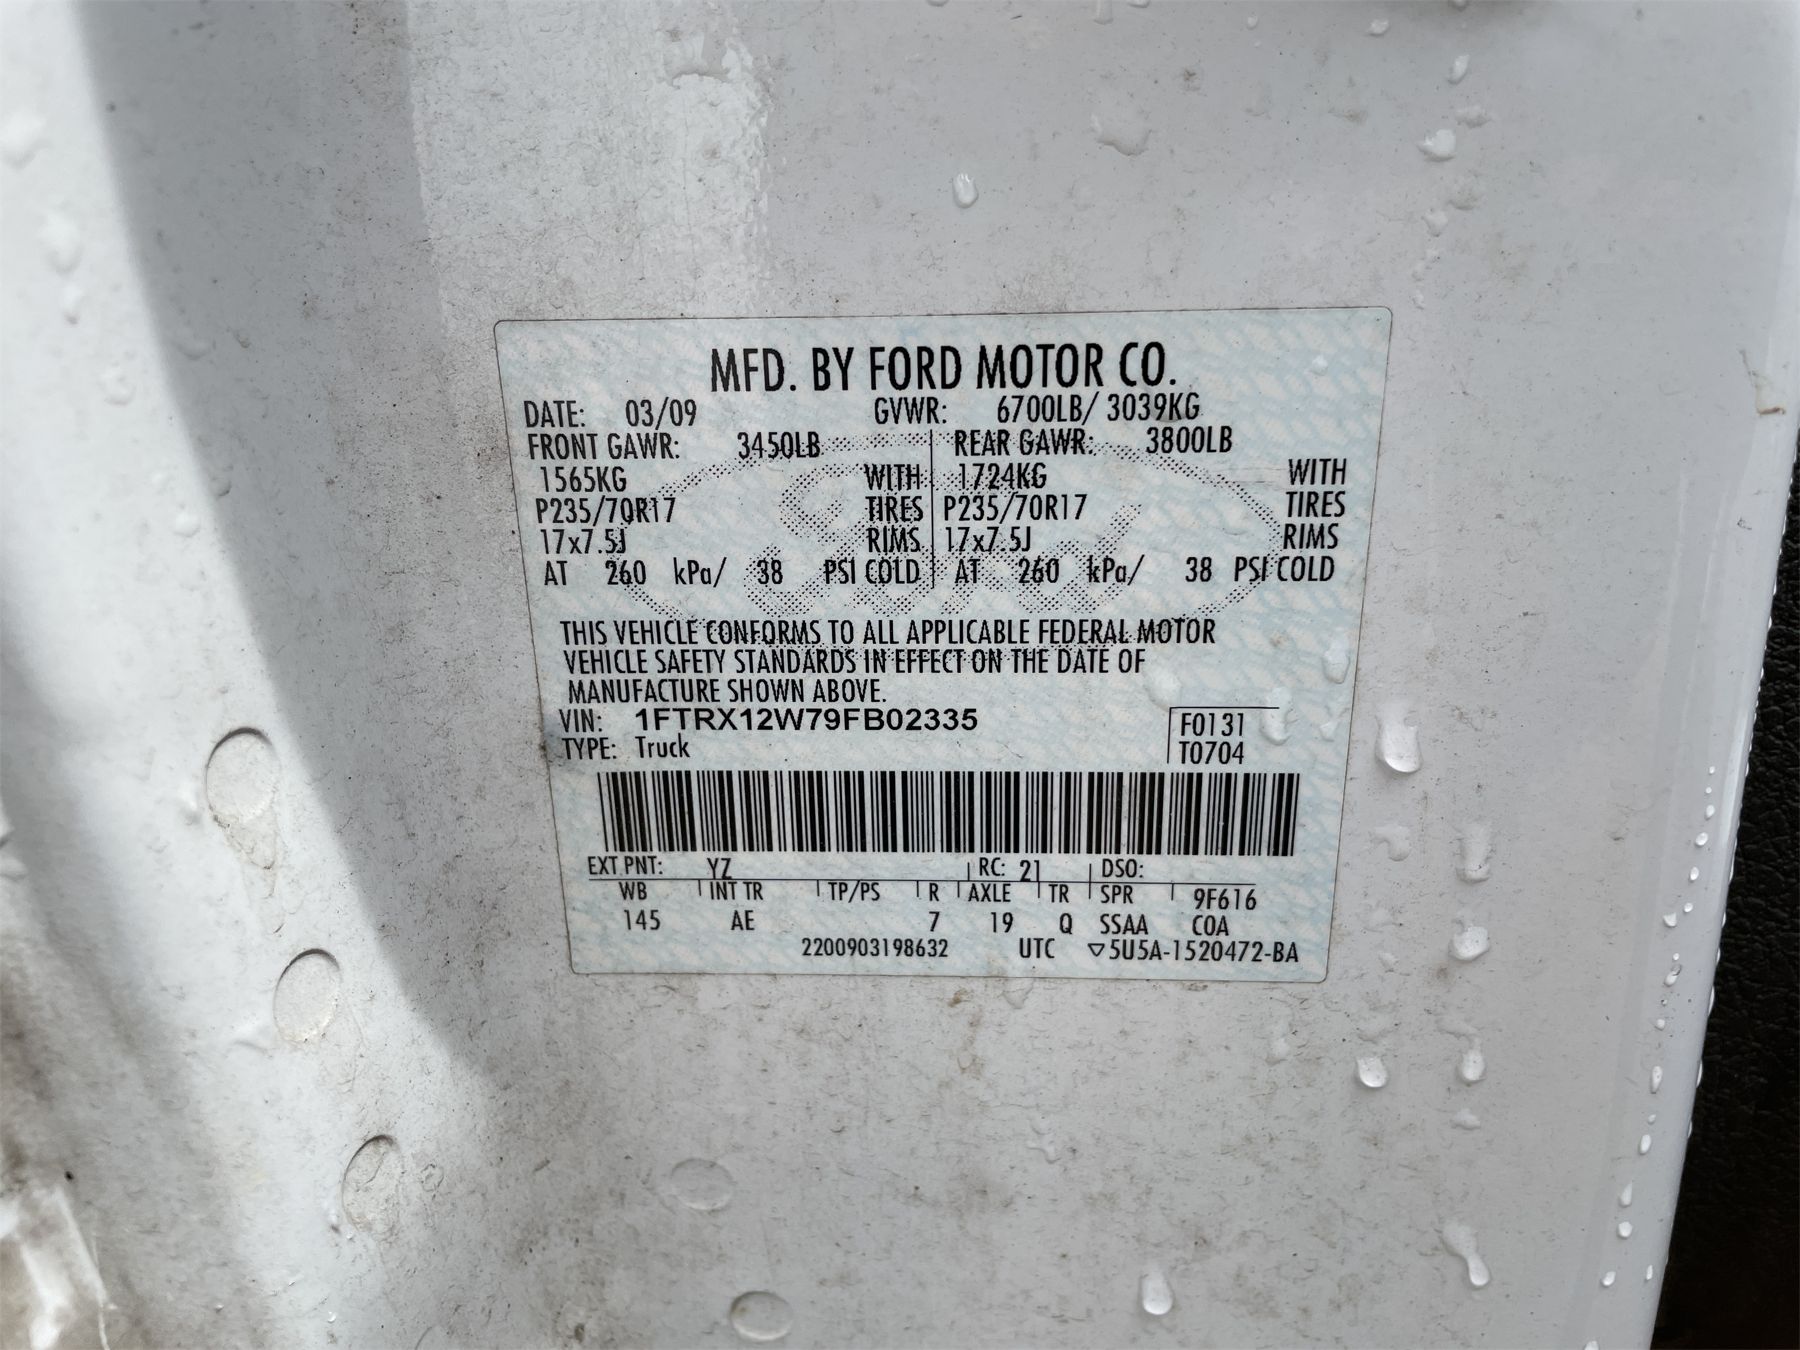 MFD. BY FORD MOTOR CO.
DATE: 03/09 GVWR: 6700LB/ 3039KG
FRONT GAWR: 3450LB REAR GAWR: 3800LB
1565KG WITH 1724KG WITH
P235/70R17 TIRES P235/70R17 TIRES
17x7.5J RIMS 17x7.5J RIMS
AT 260 kPa/ 38 PSI COLD AT 260 kPa/ 38 PSI COLD
THIS VEHICLE CONFORMS TO ALL APPLICABLE FEDERAL MOTOR
VEHICLE SAFETY STANDARDS IN EFFECT ON THE DATE OF
MANUFACTURE SHOWN ABOVE.
VIN: 1FTRX12W79FB02335 F0131
TYPE: Truck T0704
EXT PNT: YZ RC: 21 DSO:
WB INT TR TP/PS R AXLE TR SPR 9F616
145 AE 7 19 Q SSAA COA
2200903198632 UTC ▽5U5A-1520472-BA
Ford